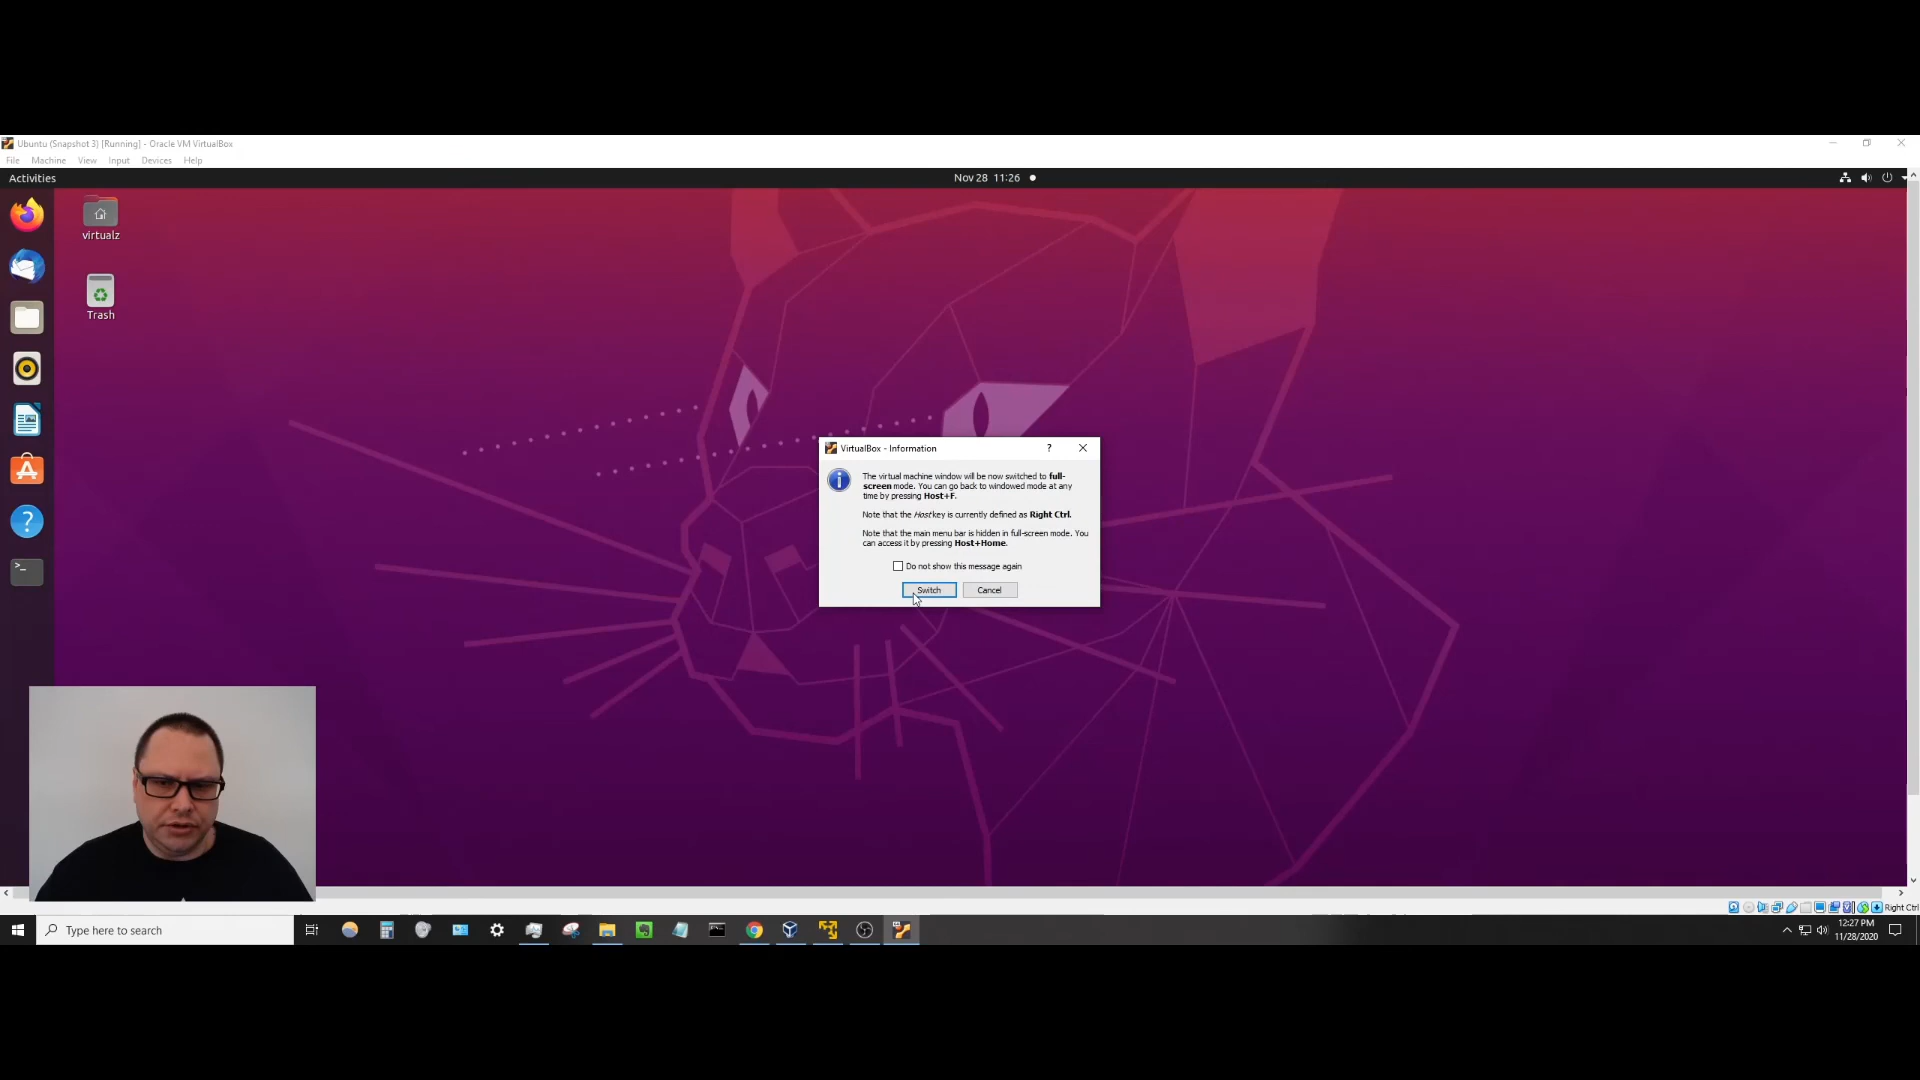 Ubuntu (Snapshot 3) [Running] - Oracle VM VirtualBox
File Machine View Input Devices Help
Activities
Nov 28 11:26
virtualz
Trash
VirtualBox - Information
?
The virtual machine window will be now switched to full-
screen mode. You can go back to windowed mode at any
time by pressing Host+F.
Note that the Host key is currently defined as Right Ctrl.
Note that the main menu bar is hidden in full-screen mode. You
can access it by pressing Host+Home.
Do not show this message again
Switch Cancel
Right Ctrl
Type here to search
12:27 PM
11/28/2020